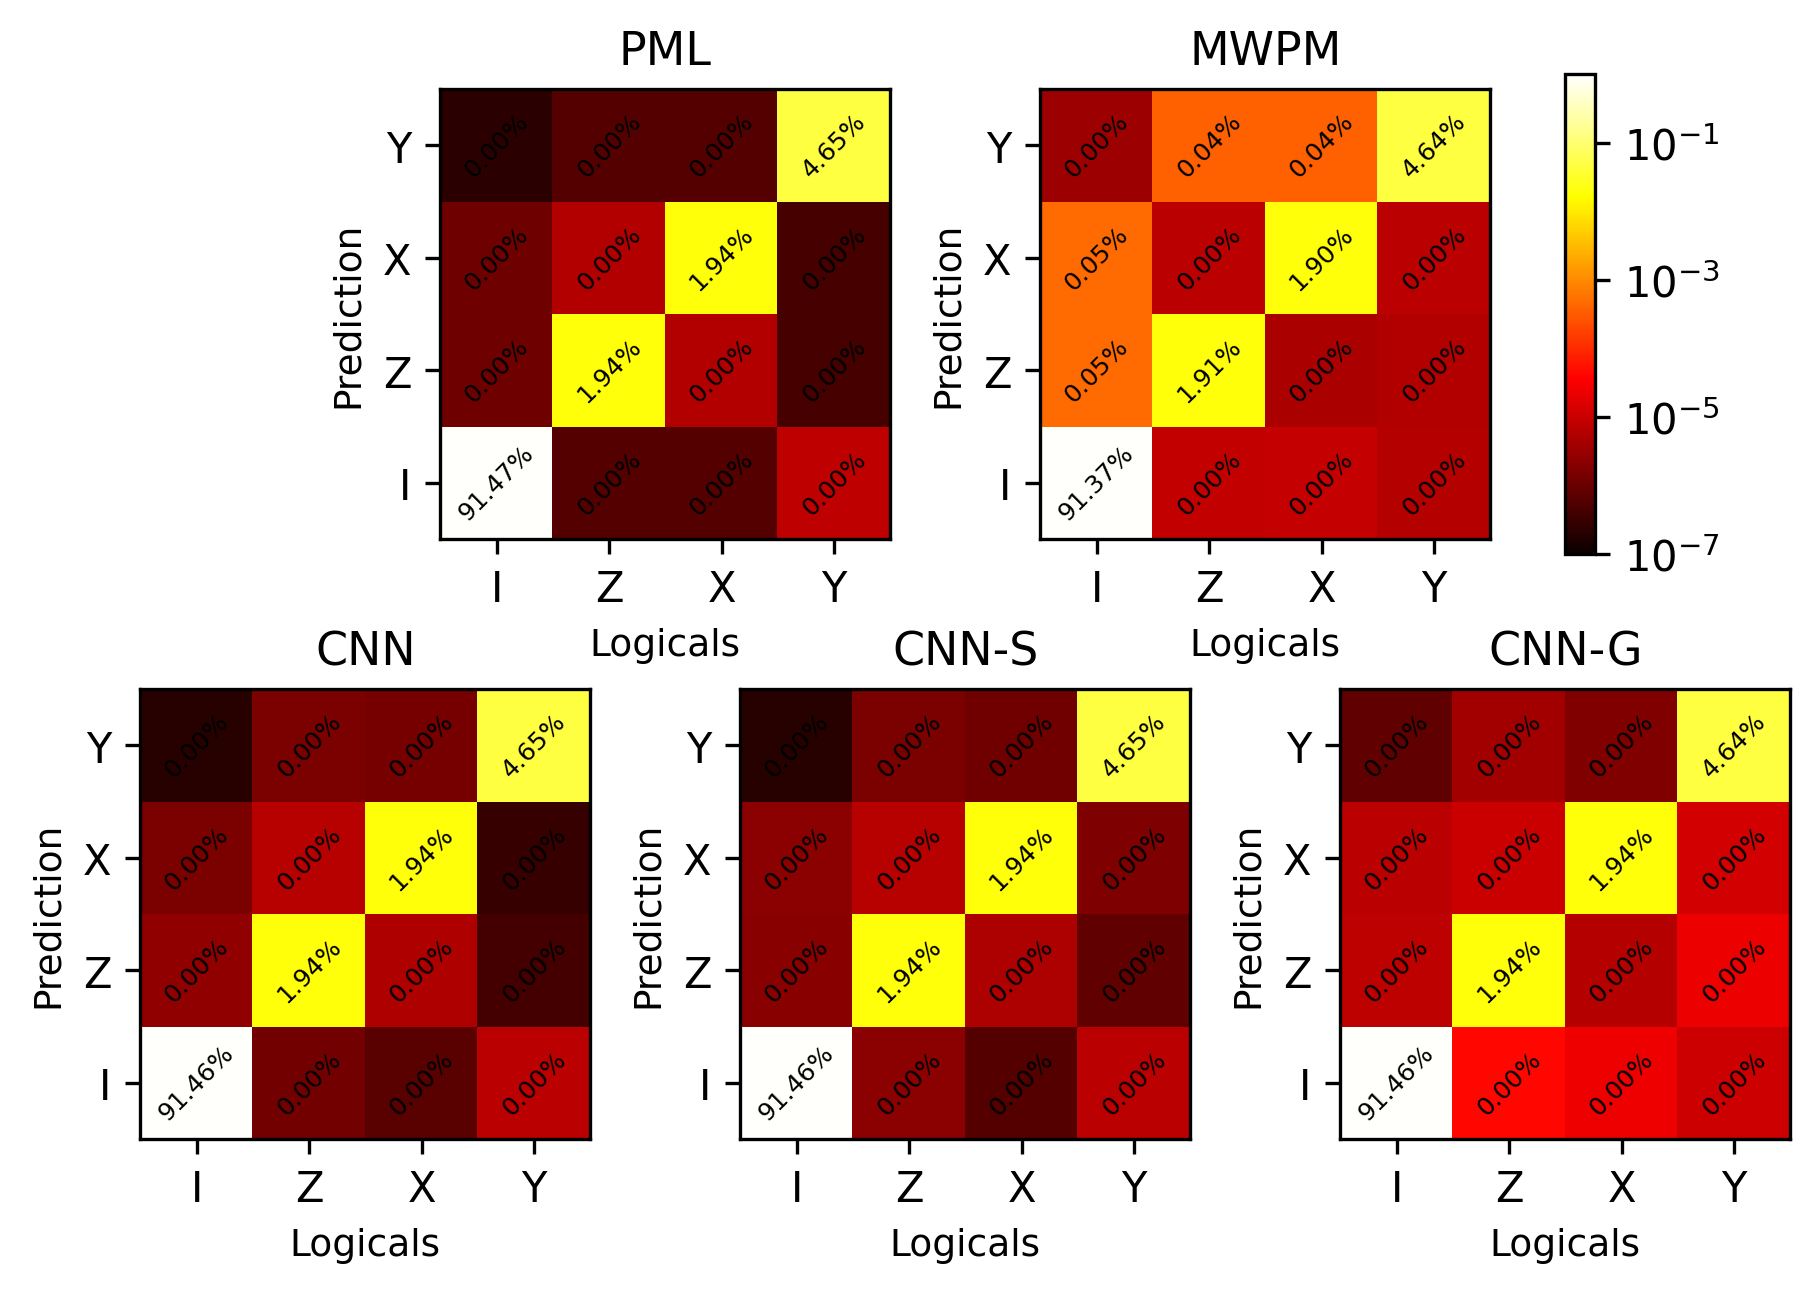 PML
MWPM
Y 0.00% 0.00% 0.00% 4.65%
X 0.00% 0.00% 1.94% 0.00%
Z 0.00% 1.94% 0.00% 0.00%
I 91.47% 0.00% 0.00% 0.00%
Prediction
I Z X Y
Logicals
Y 0.00% 0.04% 0.04% 4.64%
X 0.05% 0.00% 1.90% 0.00%
Z 0.05% 1.91% 0.00% 0.00%
I 91.37% 0.00% 0.00% 0.00%
Prediction
I Z X Y
Logicals
10⁻¹
10⁻³
10⁻⁵
10⁻⁷
CNN
Y 0.00% 0.00% 0.00% 4.65%
X 0.00% 0.00% 1.94% 0.00%
Z 0.00% 1.94% 0.00% 0.00%
I 91.46% 0.00% 0.00% 0.00%
Prediction
I Z X Y
Logicals
CNN-S
Y 0.00% 0.00% 0.00% 4.65%
X 0.00% 0.00% 1.94% 0.00%
Z 0.00% 1.94% 0.00% 0.00%
I 91.46% 0.00% 0.00% 0.00%
Prediction
I Z X Y
Logicals
CNN-G
Y 0.00% 0.00% 0.00% 4.64%
X 0.00% 0.00% 1.94% 0.00%
Z 0.00% 1.94% 0.00% 0.00%
I 91.46% 0.00% 0.00% 0.00%
Prediction
I Z X Y
Logicals